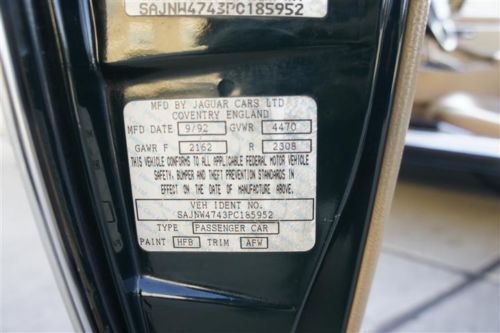 SAJNW4743PC185952
MFD BY JAGUAR CARS LTD
COVENTRY ENGLAND
MFD DATE 9/92 GVWR 4470
GAWR F 2162 R 2308
THIS VEHICLE CONFORMS TO ALL APPLICABLE FEDERAL MOTOR VEHICLE
SAFETY, BUMPER AND THEFT PREVENTION STANDARDS IN
EFFECT ON THE DATE OF MANUFACTURE ABOVE.
VEH IDENT NO.
SAJNW4743PC185952
TYPE PASSENGER CAR
PAINT HFB TRIM AFW